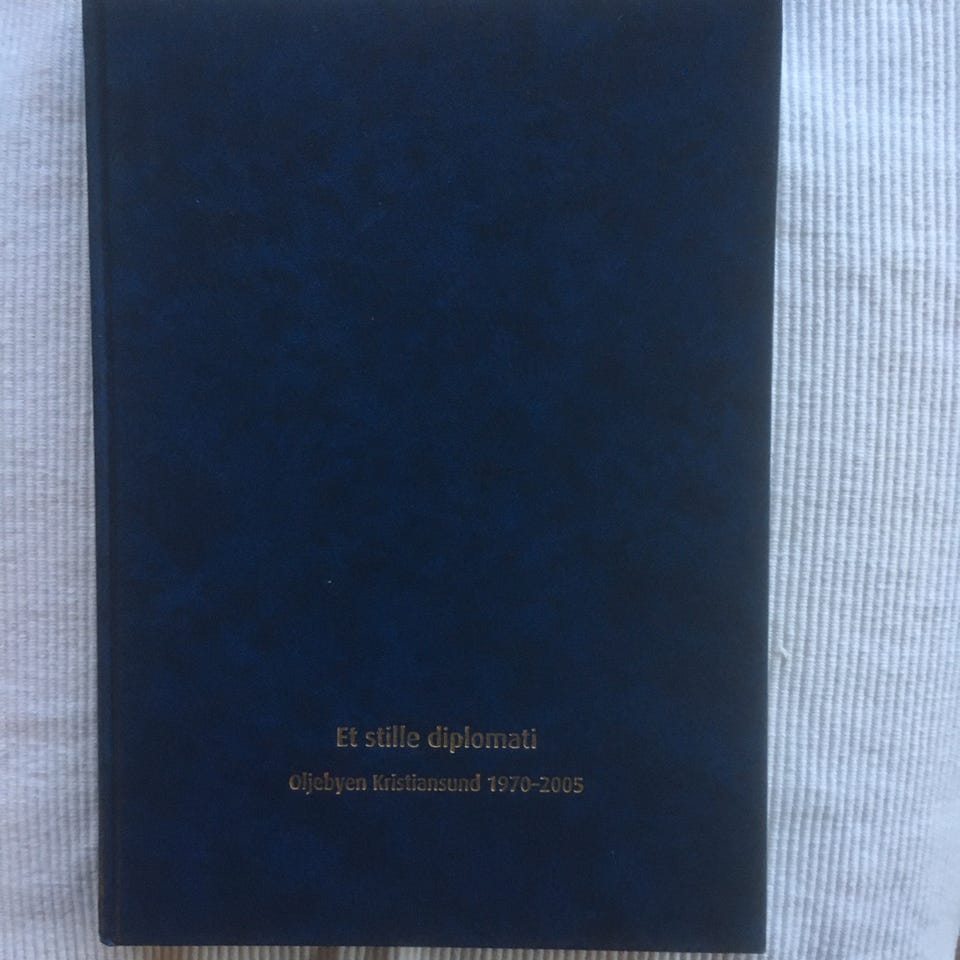 Et stille diplomati
Oljebyen Kristiansund 1970-2005